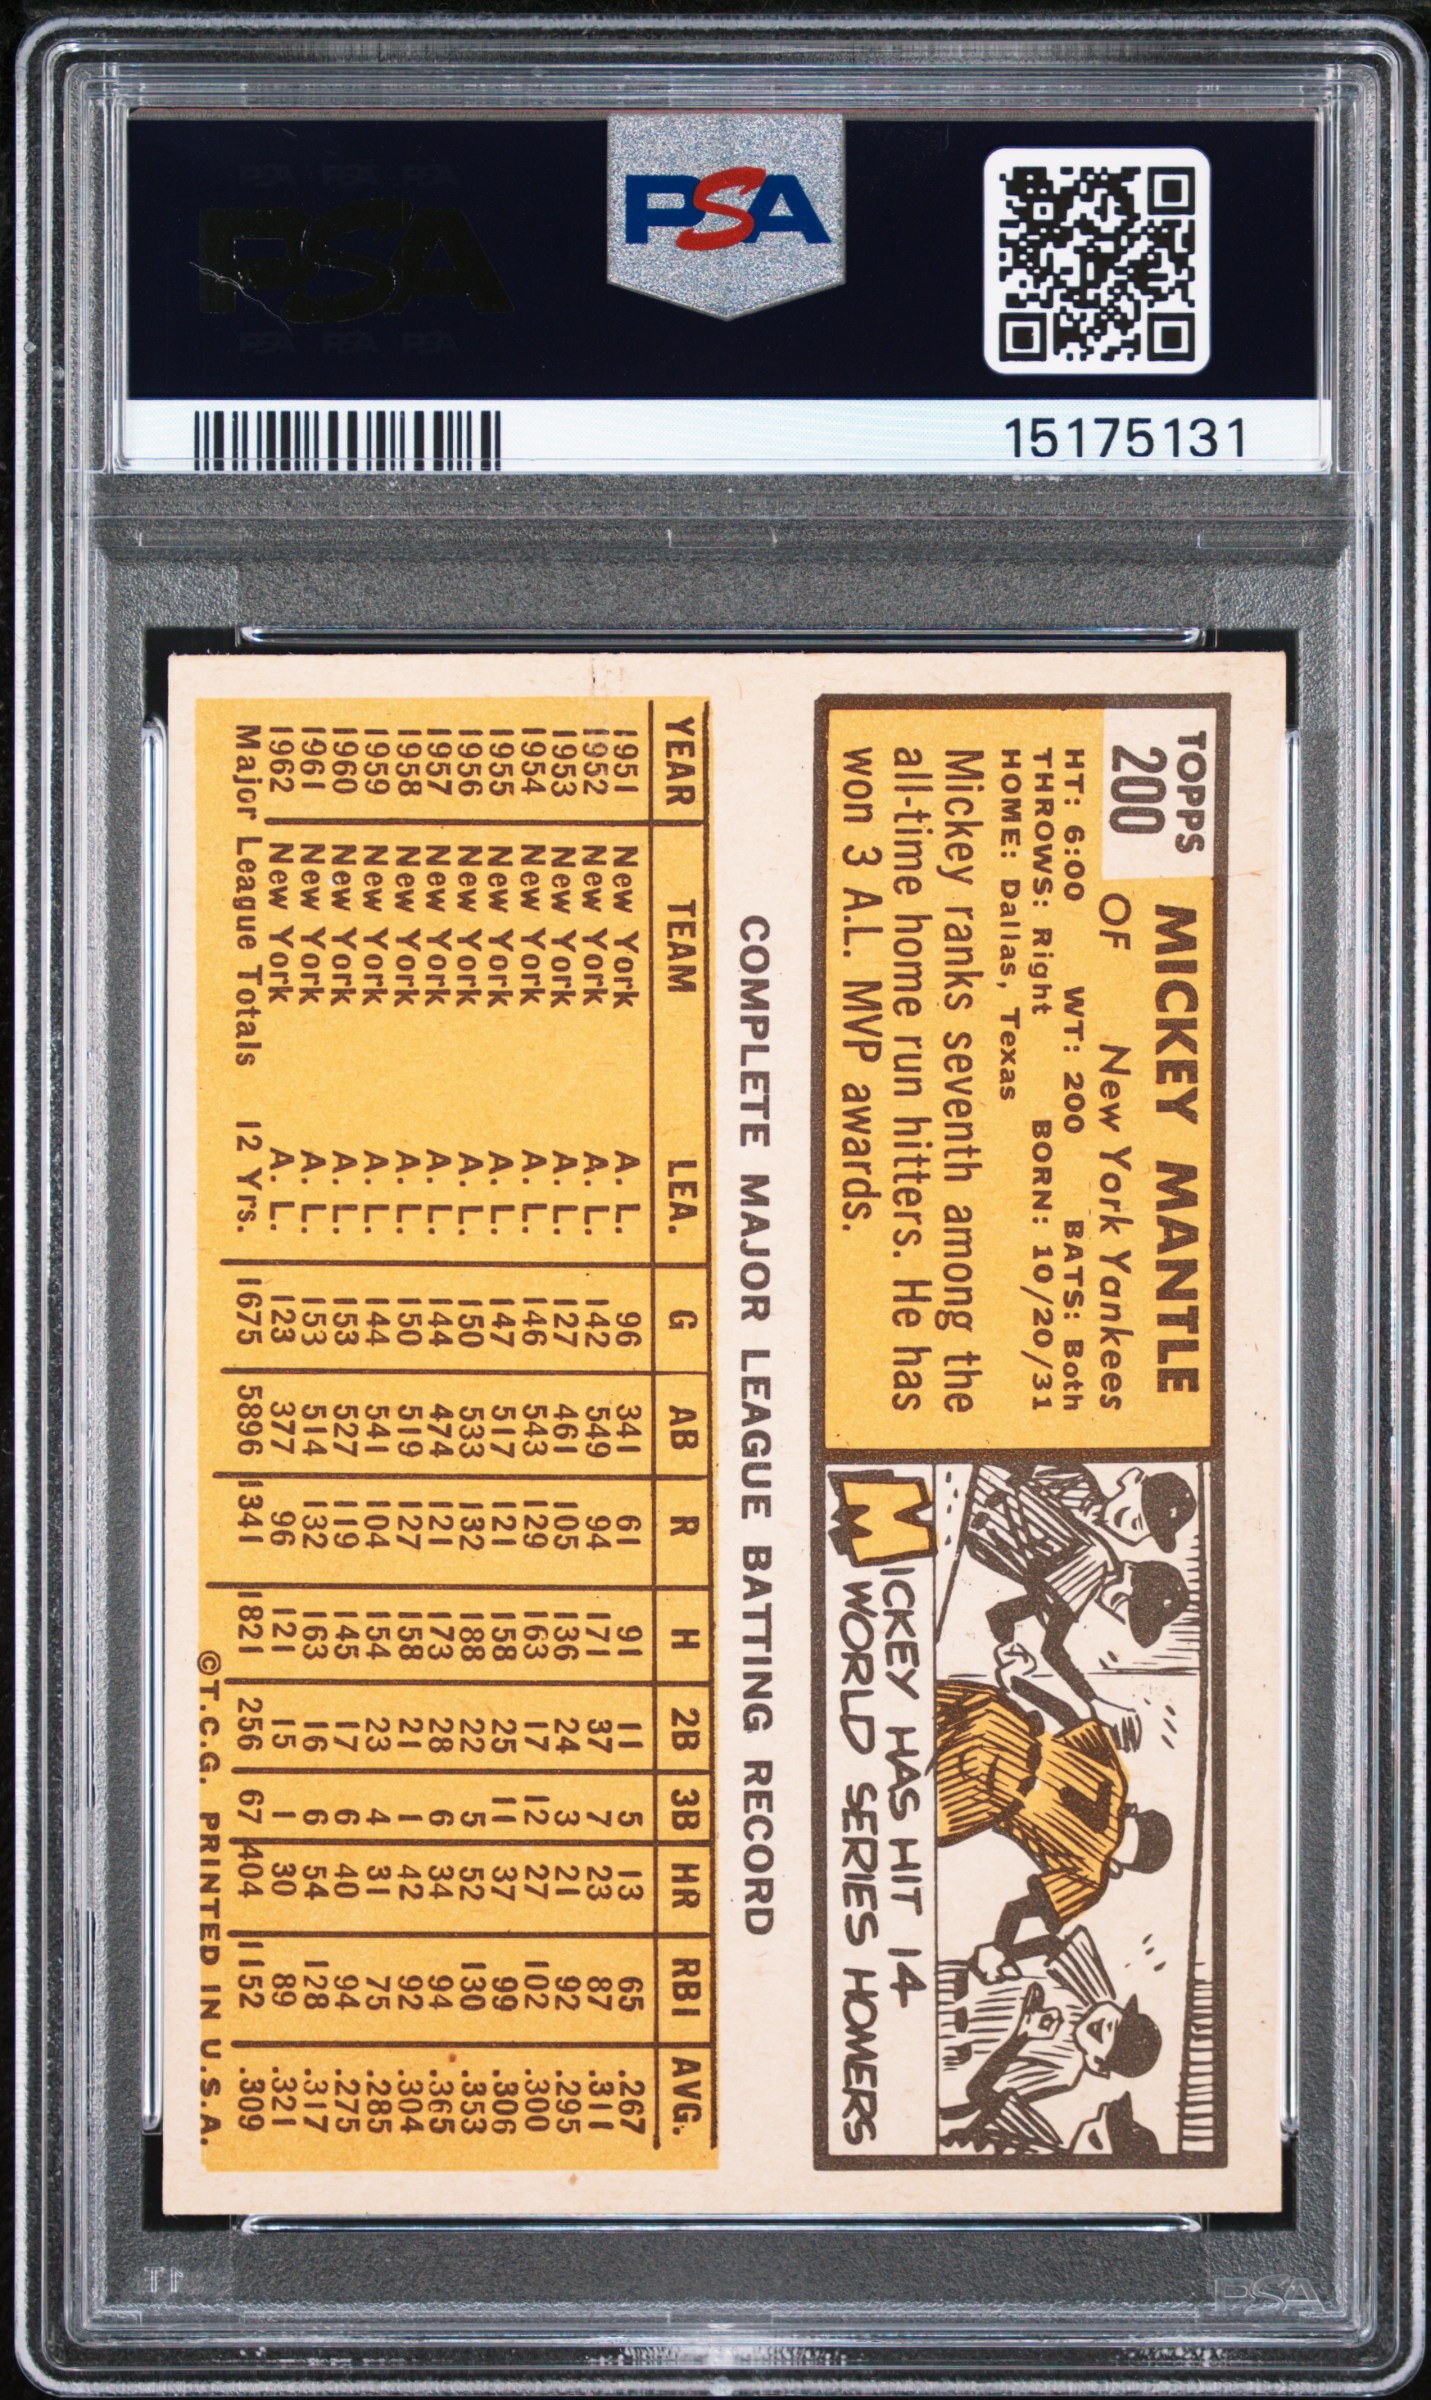 PSA PSA PSA
PSA
PSA PSA PSA
PSA
15175131
TOPPS
200
MICKEY MANTLE
OF New York Yankees
HT: 6:00 WT: 200 BATS: Both
THROWS: Right BORN: 10/20/31
HOME: Dallas, Texas
Mickey ranks seventh among the
all-time home run hitters. He has
won 3 A.L. MVP awards.
7
MICKEY HAS HIT 14
WORLD SERIES HOMERS
COMPLETE MAJOR LEAGUE BATTING RECORD
YEAR TEAM LEA. G AB R H 2B 3B HR RBI AVG.
1951 New York A. L. 96 341 61 91 11 5 13 65 .267
1952 New York A. L. 142 549 94 171 37 7 23 87 .311
1953 New York A. L. 127 461 105 136 24 3 21 92 .295
1954 New York A. L. 146 543 129 163 17 12 27 102 .300
1955 New York A. L. 147 517 121 158 25 11 37 99 .306
1956 New York A. L. 150 533 132 188 22 5 52 130 .353
1957 New York A. L. 144 474 121 173 28 6 34 94 .365
1958 New York A. L. 150 519 127 158 21 1 42 92 .304
1959 New York A. L. 144 541 104 154 23 4 31 75 .285
1960 New York A. L. 153 527 119 145 17 6 40 94 .275
1961 New York A. L. 153 514 132 163 16 6 54 128 .317
1962 New York A. L. 123 377 96 121 15 1 30 89 .321
Major League Totals 12 Yrs. 1675 5896 1341 1821 256 67 404 1152 .309
©T.C.G. PRINTED IN U.S.A.
PSA